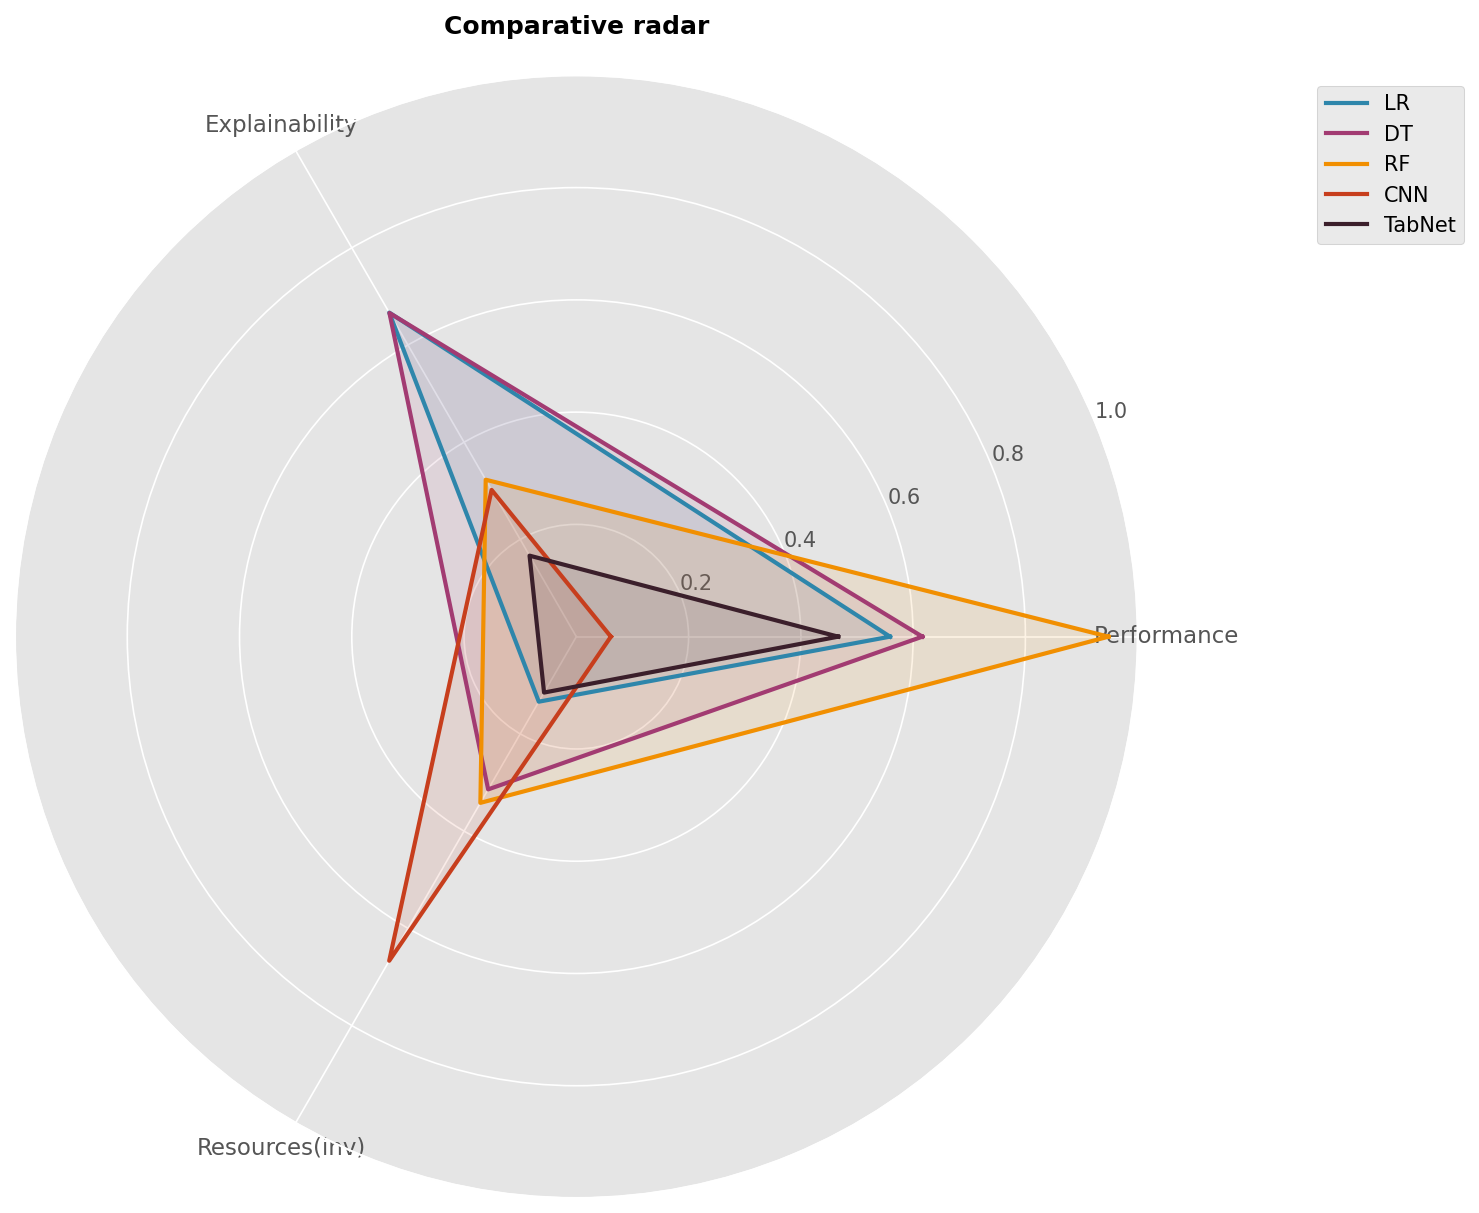 Comparative radar
Explainability
LR
DT
RF
CNN
TabNet
1.0
0.8
0.6
0.4
0.2
Performance
Resources(inv)